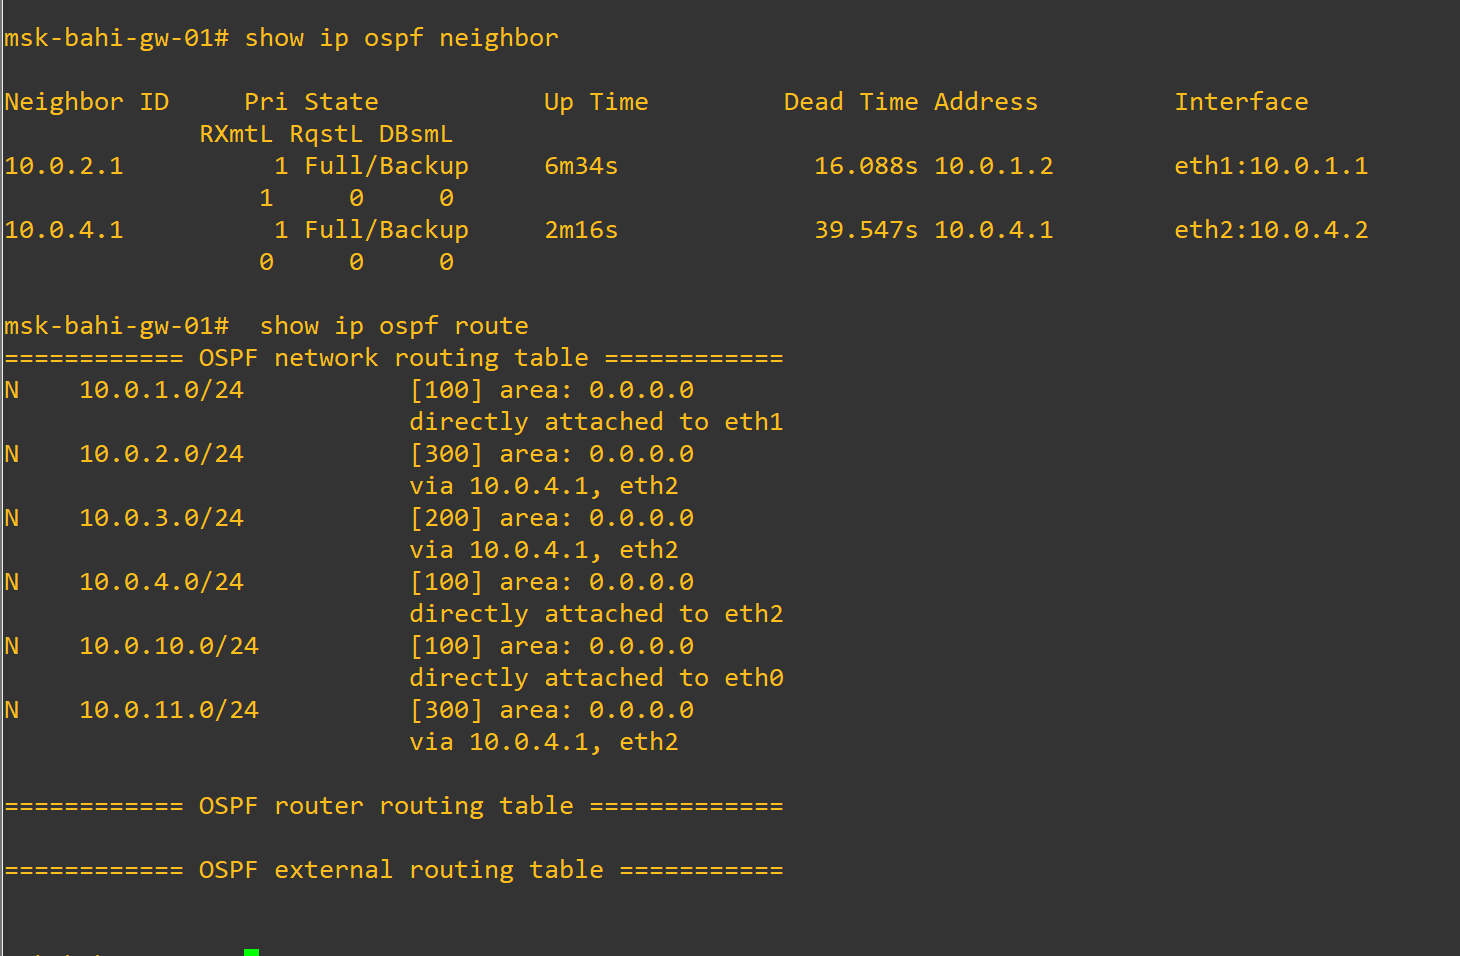 msk-bahi-gw-01# show ip ospf neighbor
Neighbor ID     Pri State           Up Time         Dead Time Address         Interface
RXmtL RqstL DBsmL
10.0.2.1          1 Full/Backup     6m34s             16.088s 10.0.1.2        eth1:10.0.1.1
1     0     0
10.0.4.1          1 Full/Backup     2m16s             39.547s 10.0.4.1        eth2:10.0.4.2
0     0     0
msk-bahi-gw-01#  show ip ospf route
============ OSPF network routing table ============
N    10.0.1.0/24           [100] area: 0.0.0.0
directly attached to eth1
N    10.0.2.0/24           [300] area: 0.0.0.0
via 10.0.4.1, eth2
N    10.0.3.0/24           [200] area: 0.0.0.0
via 10.0.4.1, eth2
N    10.0.4.0/24           [100] area: 0.0.0.0
directly attached to eth2
N    10.0.10.0/24          [100] area: 0.0.0.0
directly attached to eth0
N    10.0.11.0/24          [300] area: 0.0.0.0
via 10.0.4.1, eth2
============ OSPF router routing table =============
============ OSPF external routing table ===========